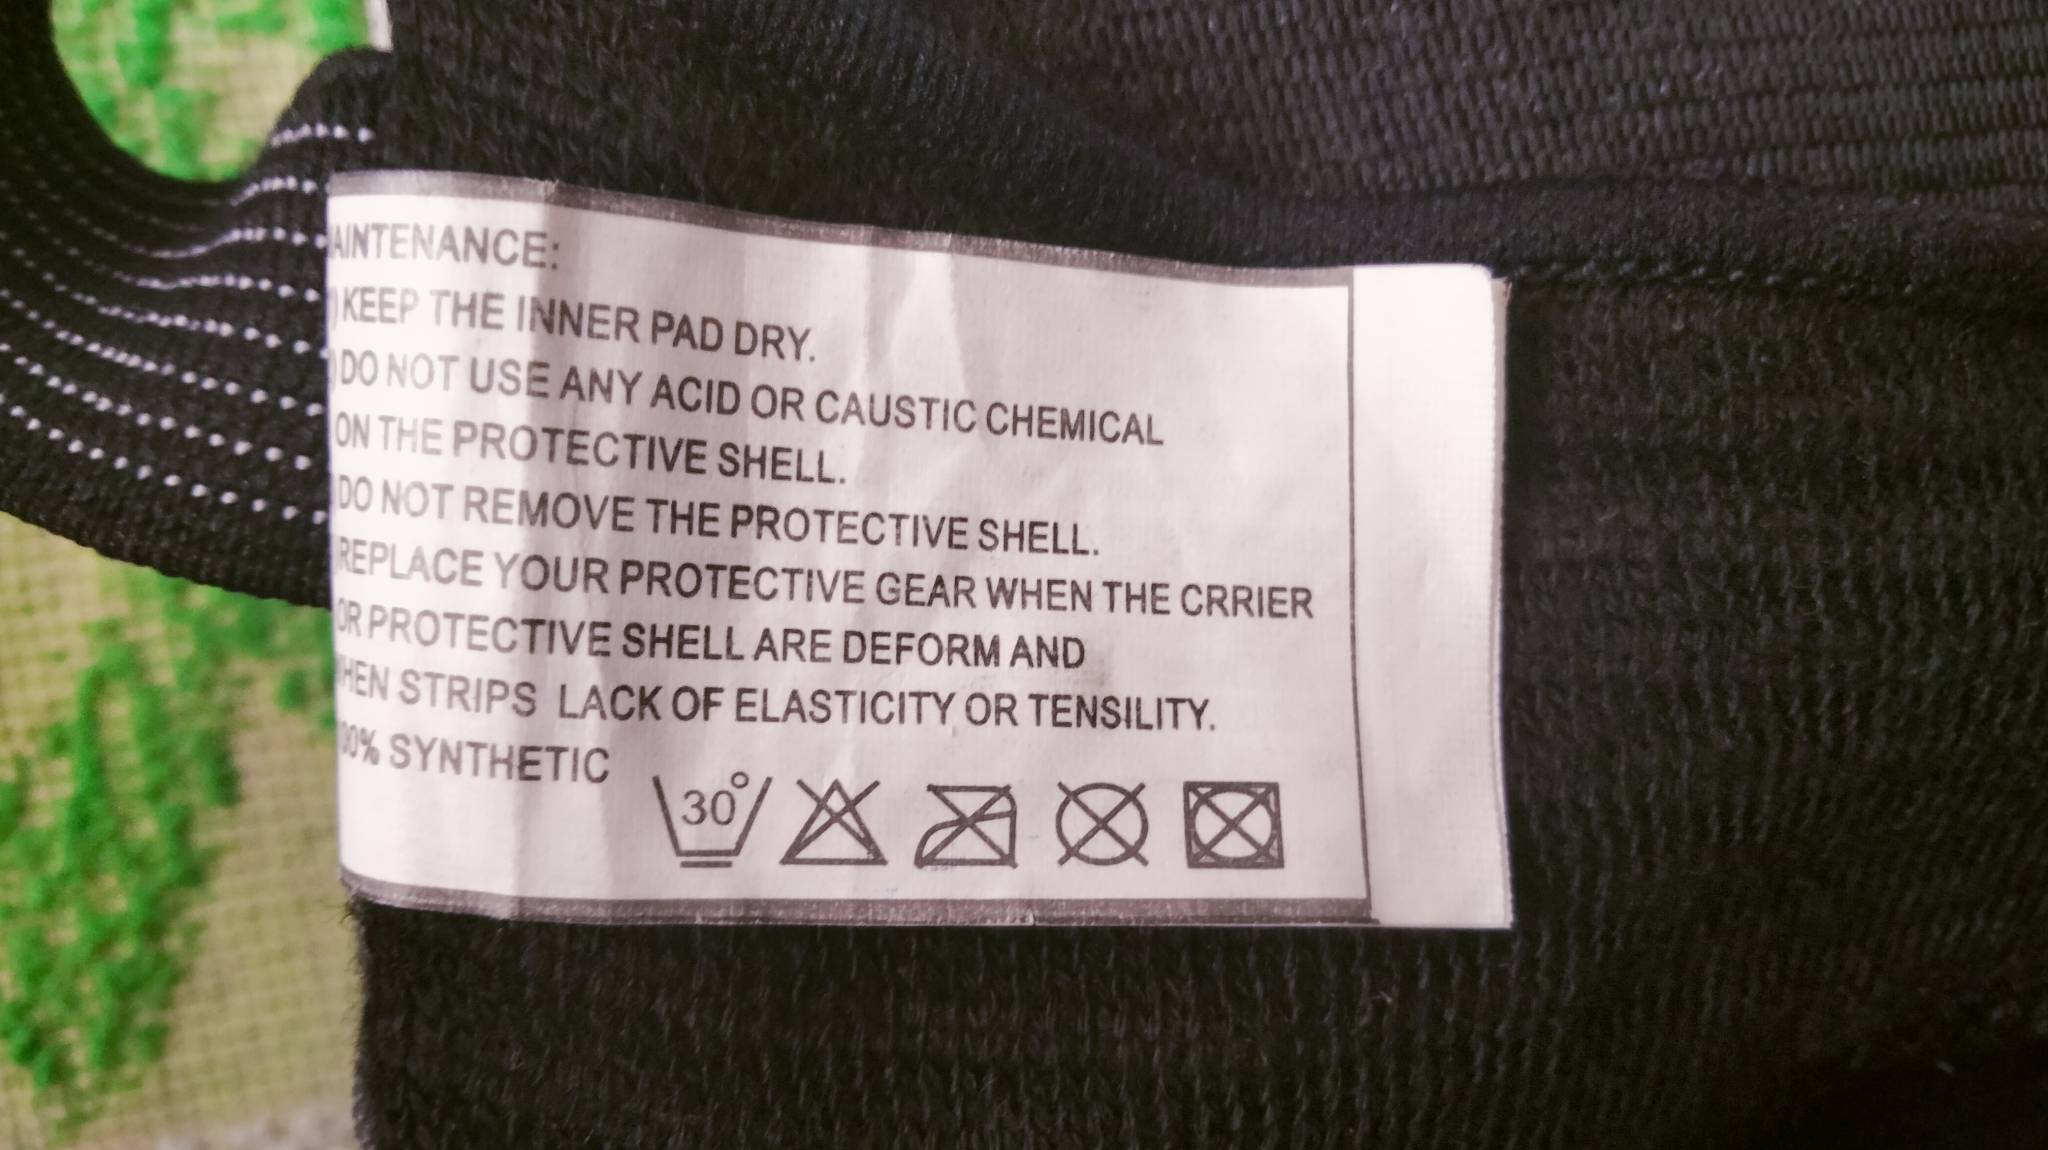 AINTENANCE:
) KEEP THE INNER PAD DRY.
) DO NOT USE ANY ACID OR CAUSTIC CHEMICAL
ON THE PROTECTIVE SHELL.
DO NOT REMOVE THE PROTECTIVE SHELL.
REPLACE YOUR PROTECTIVE GEAR WHEN THE CRRIER
OR PROTECTIVE SHELL ARE DEFORM AND
WHEN STRIPS LACK OF ELASTICITY OR TENSILITY.
00% SYNTHETIC
30°